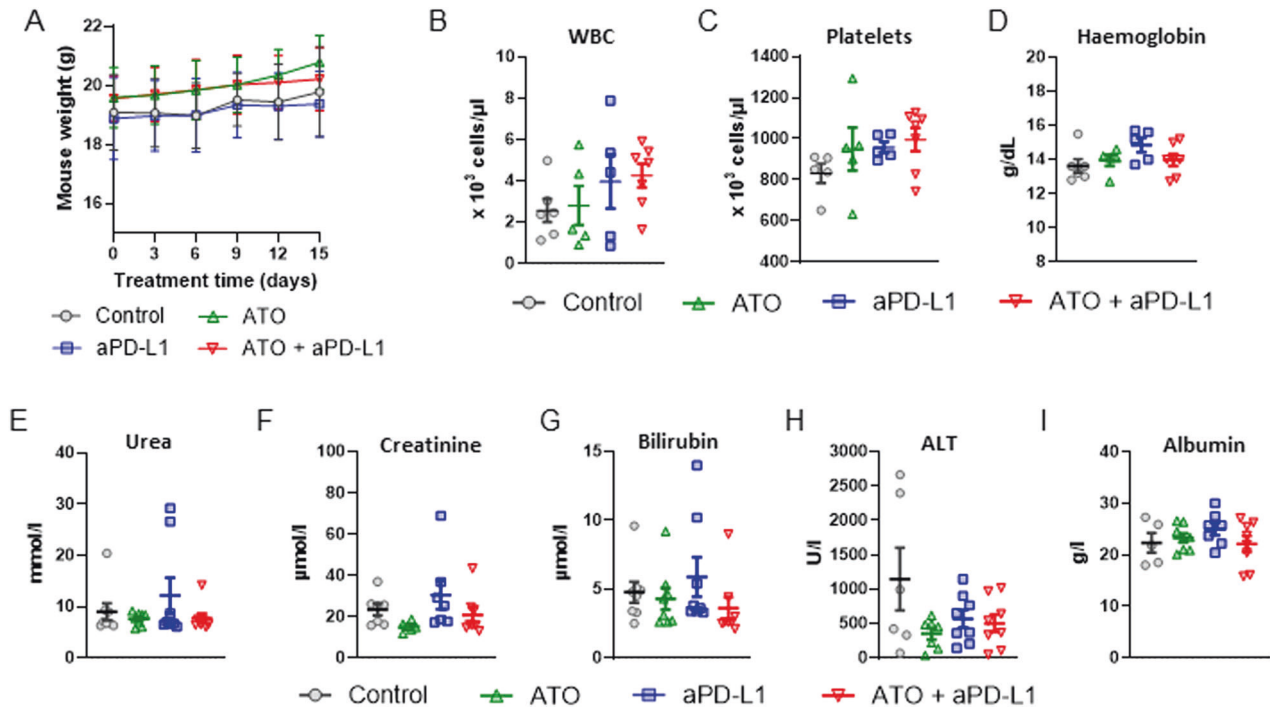 A
22
20
18
16
Mouse weight (g)
0 3 6 9 12 15
Treatment time (days)
Control ATO
aPD-L1 ATO + aPD-L1
B
WBC
10
8
6
4
2
0
x 10³ cells/µl
C
Platelets
1400
1200
1000
800
600
400
x 10³ cells/µl
D
Haemoglobin
18
16
14
12
10
8
g/dL
Control ATO aPD-L1 ATO + aPD-L1
E
Urea
40
30
20
10
0
mmol/l
F
Creatinine
100
80
60
40
20
0
µmol/l
G
Bilirubin
15
10
5
0
µmol/l
H
ALT
3000
2500
2000
1500
1000
500
0
U/l
I
Albumin
40
30
20
10
0
g/l
Control ATO aPD-L1 ATO + aPD-L1